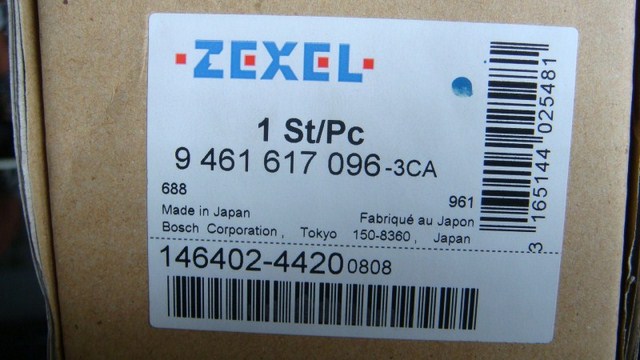 ZEXEL
1 St/Pc
9 461 617 096-3CA
688
961
Made in Japan
Fabriqué au Japon
Bosch Corporation, Tokyo 150-8360, Japan
146402-4420 0808
3 165144 025481